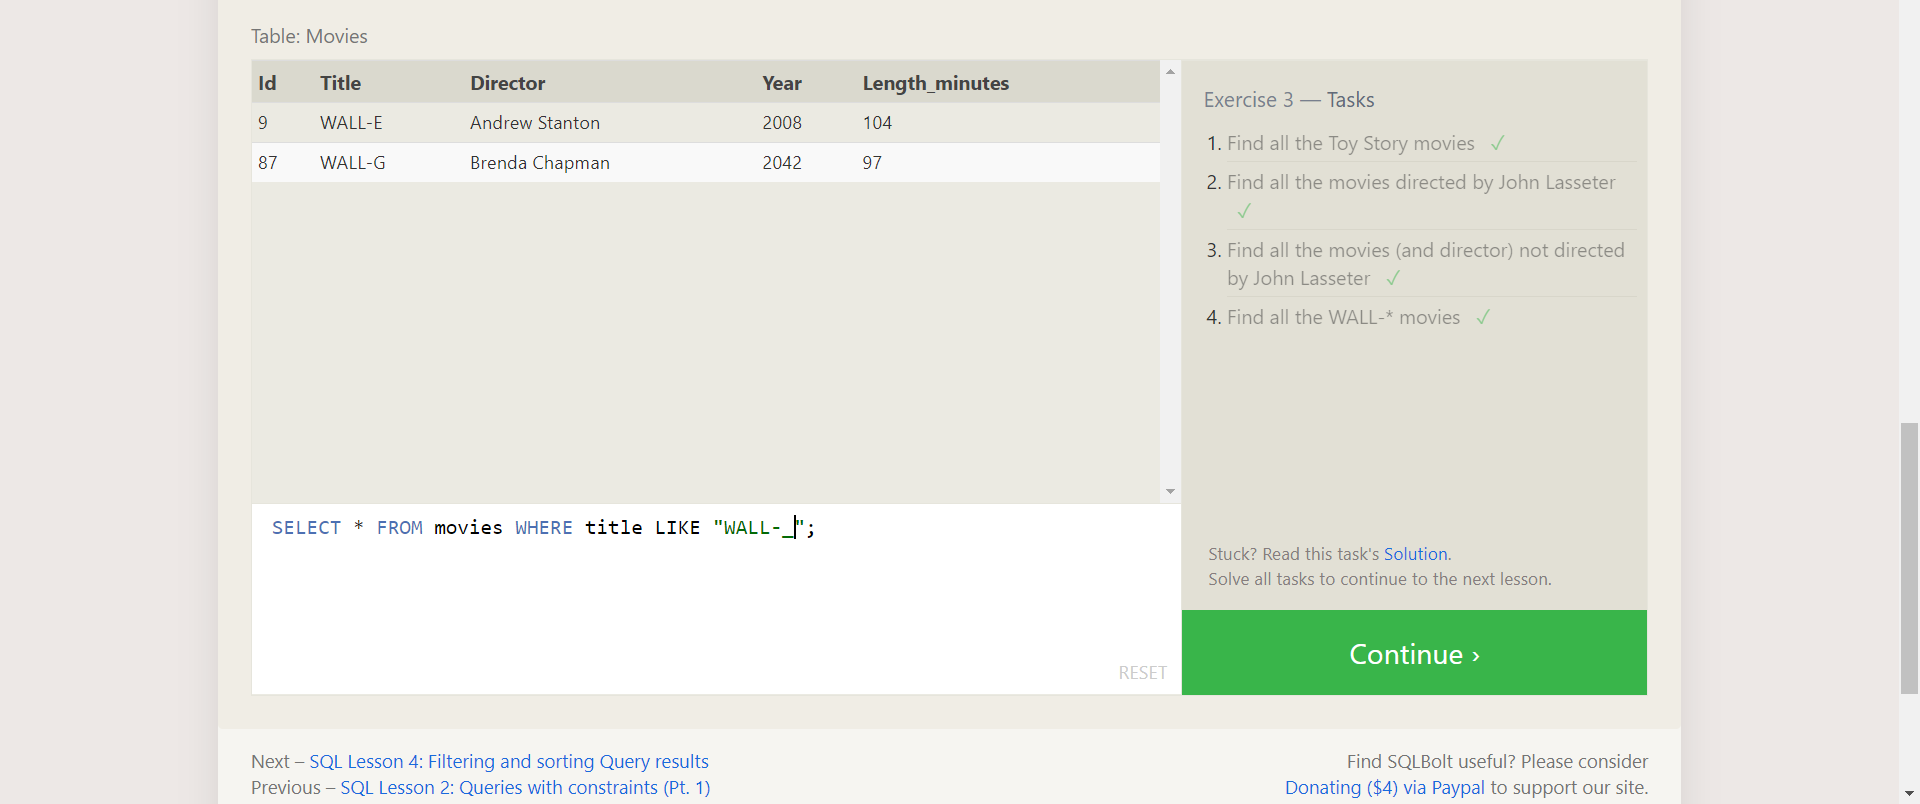 Table: Movies
Id Title Director Year Length_minutes
9 WALL-E Andrew Stanton 2008 104
87 WALL-G Brenda Chapman 2042 97
SELECT * FROM movies WHERE title LIKE "WALL-_";
RESET
Exercise 3 — Tasks
1. Find all the Toy Story movies ✓
2. Find all the movies directed by John Lasseter
✓
3. Find all the movies (and director) not directed
by John Lasseter ✓
4. Find all the WALL-* movies ✓
Stuck? Read this task's Solution.
Solve all tasks to continue to the next lesson.
Continue ›
Next – SQL Lesson 4: Filtering and sorting Query results
Previous – SQL Lesson 2: Queries with constraints (Pt. 1)
Find SQLBolt useful? Please consider
Donating ($4) via Paypal to support our site.